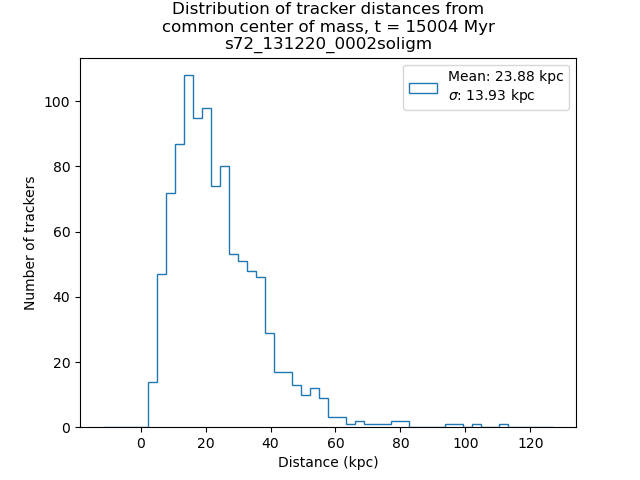 Distribution of tracker distances from
common center of mass, t = 15004 Myr
s72_131220_0002soligm
Mean: 23.88 kpc
σ: 13.93 kpc
Number of trackers
100
80
60
40
20
0
0 20 40 60 80 100 120
Distance (kpc)